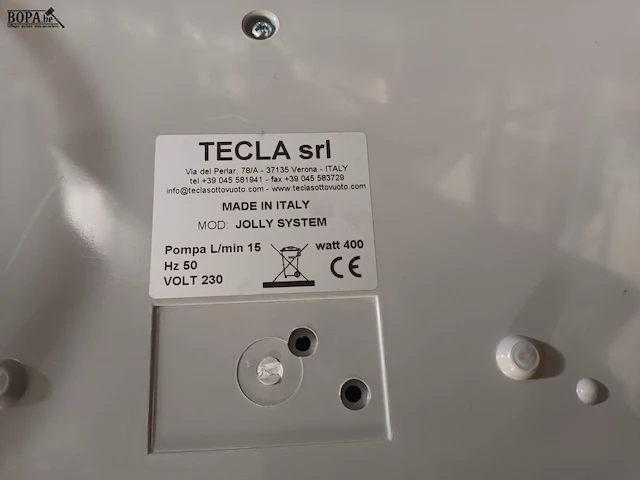 BOPA.be
TECLA srl
Via del Perlar, 78/A - 37135 Verona - ITALY
tel +39 045 581941 - fax +39 045 583729
info@teclasottovuoto.com - www.teclasottovuoto.com
MADE IN ITALY
MOD: JOLLY SYSTEM
Pompa L/min 15 watt 400
Hz 50
VOLT 230
CE